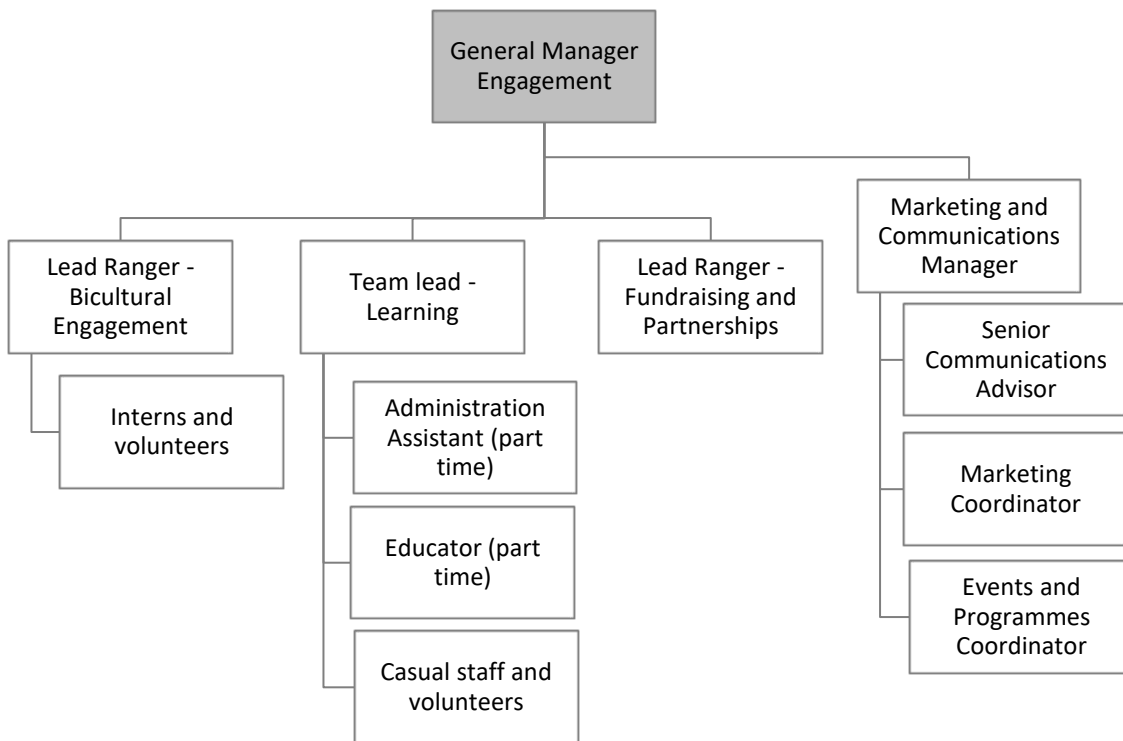 General Manager
Engagement
Marketing and
Communications
Manager
Lead Ranger -
Bicultural
Engagement
Team lead -
Learning
Lead Ranger -
Fundraising and
Partnerships
Interns and
volunteers
Administration
Assistant (part
time)
Educator (part
time)
Casual staff and
volunteers
Senior
Communications
Advisor
Marketing
Coordinator
Events and
Programmes
Coordinator